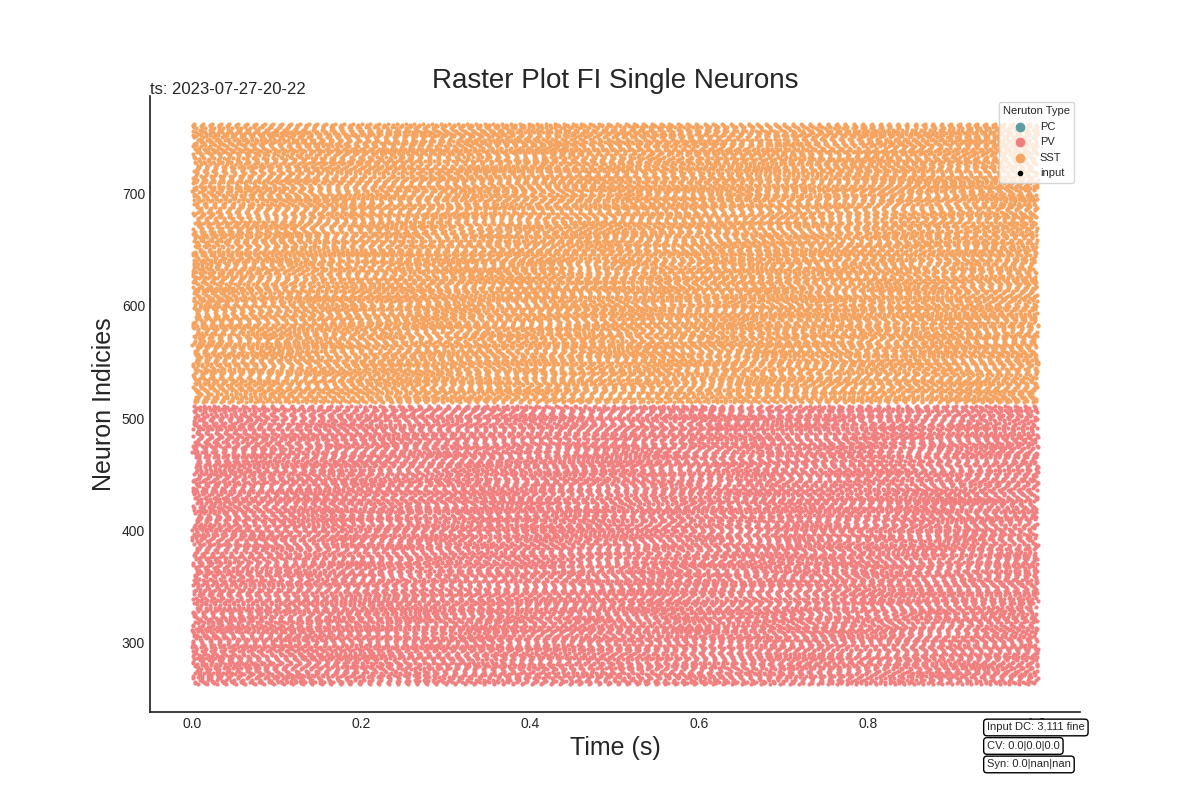 Raster Plot FI Single Neurons
ts: 2023-07-27-20-22
Neruton Type
PC
PV
SST
input
Neuron Indicies
700
600
500
400
300
0.0 0.2 0.4 0.6 0.8
Time (s)
Input DC: 3,111 fine
CV: 0.0|0.0|0.0
Syn: 0.0|nan|nan